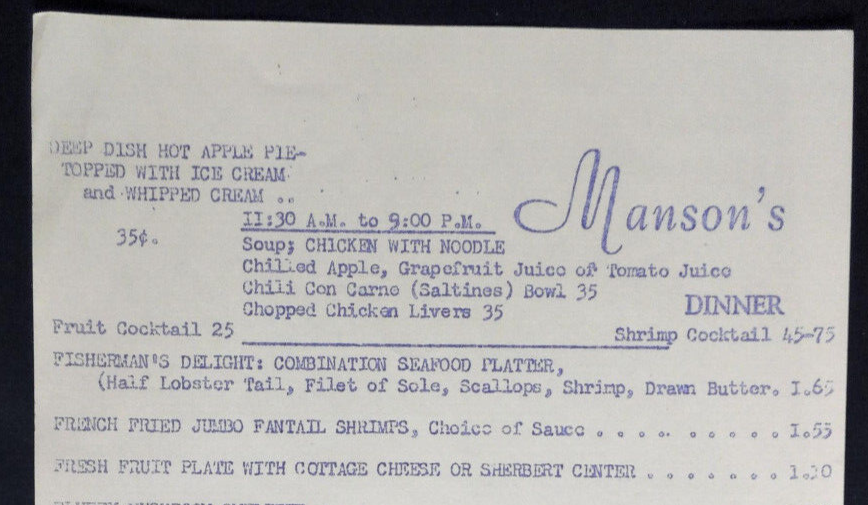 DEEP DISH HOT APPLE PIE-
TOPPED WITH ICE CREAM
and WHIPPED CREAM ..
35¢.
Manson's
DINNER
11:30 A.M. to 9:00 P.M.
Soup; CHICKEN WITH NOODLE
Chilled Apple, Grapefruit Juice or Tomato Juice
Chili Con Carne (Saltines) Bowl 35
Chopped Chicken Livers 35
Fruit Cocktail 25
Shrimp Cocktail 45-75
FISHERMAN'S DELIGHT: COMBINATION SEAFOOD PLATTER,
(Half Lobster Tail, Filet of Sole, Scallops, Shrimp, Drawn Butter. 1.65
FRENCH FRIED JUMBO FANTAIL SHRIMPS, Choice of Sauce . . . . . . . . . . 1.55
FRESH FRUIT PLATE WITH COTTAGE CHEESE OR SHERBERT CENTER . . . . . . .